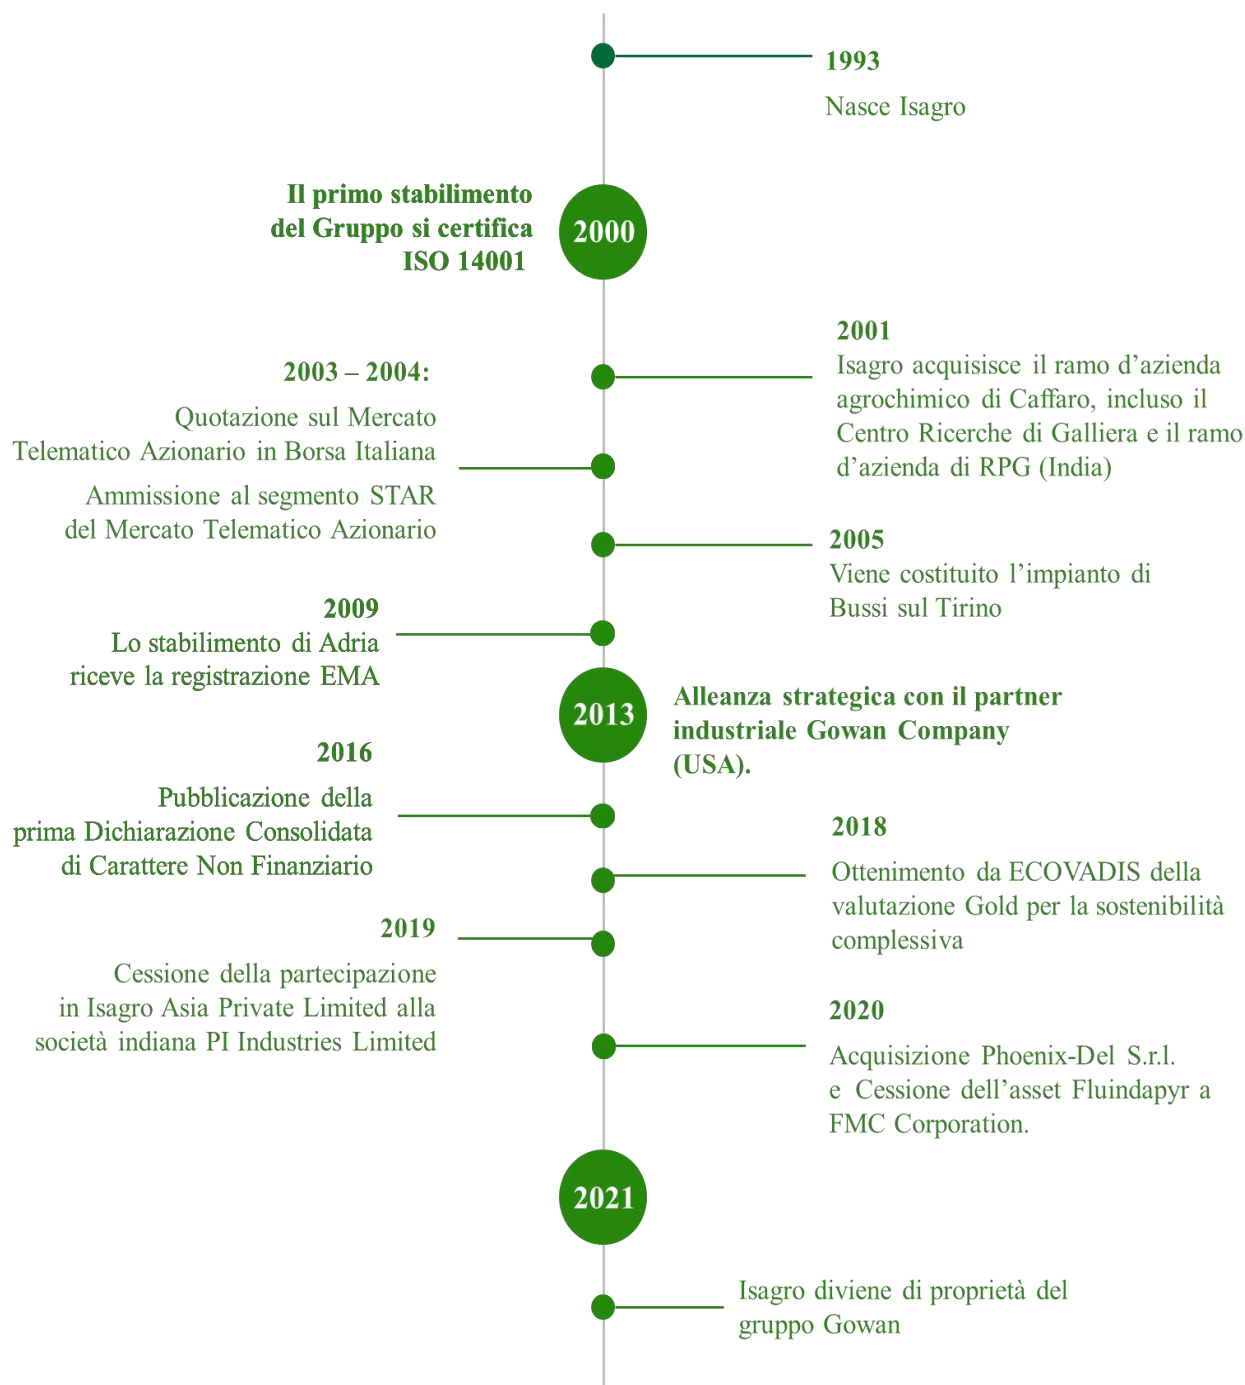 1993
Nasce Isagro
Il primo stabilimento
del Gruppo si certifica
ISO 14001
2000
2001
Isagro acquisisce il ramo d’azienda
agrochimico di Caffaro, incluso il
Centro Ricerche di Galliera e il ramo
d’azienda di RPG (India)
2003 – 2004:
Quotazione sul Mercato
Telematico Azionario in Borsa Italiana
Ammissione al segmento STAR
del Mercato Telematico Azionario
2005
Viene costituito l’impianto di
Bussi sul Tirino
2009
Lo stabilimento di Adria
riceve la registrazione EMA
2013
Alleanza strategica con il partner
industriale Gowan Company
(USA).
2016
Pubblicazione della
prima Dichiarazione Consolidata
di Carattere Non Finanziario
2018
Ottenimento da ECOVADIS della
valutazione Gold per la sostenibilità
complessiva
2019
Cessione della partecipazione
in Isagro Asia Private Limited alla
società indiana PI Industries Limited
2020
Acquisizione Phoenix-Del S.r.l.
e Cessione dell’asset Fluindapyr a
FMC Corporation.
2021
Isagro diviene di proprietà del
gruppo Gowan